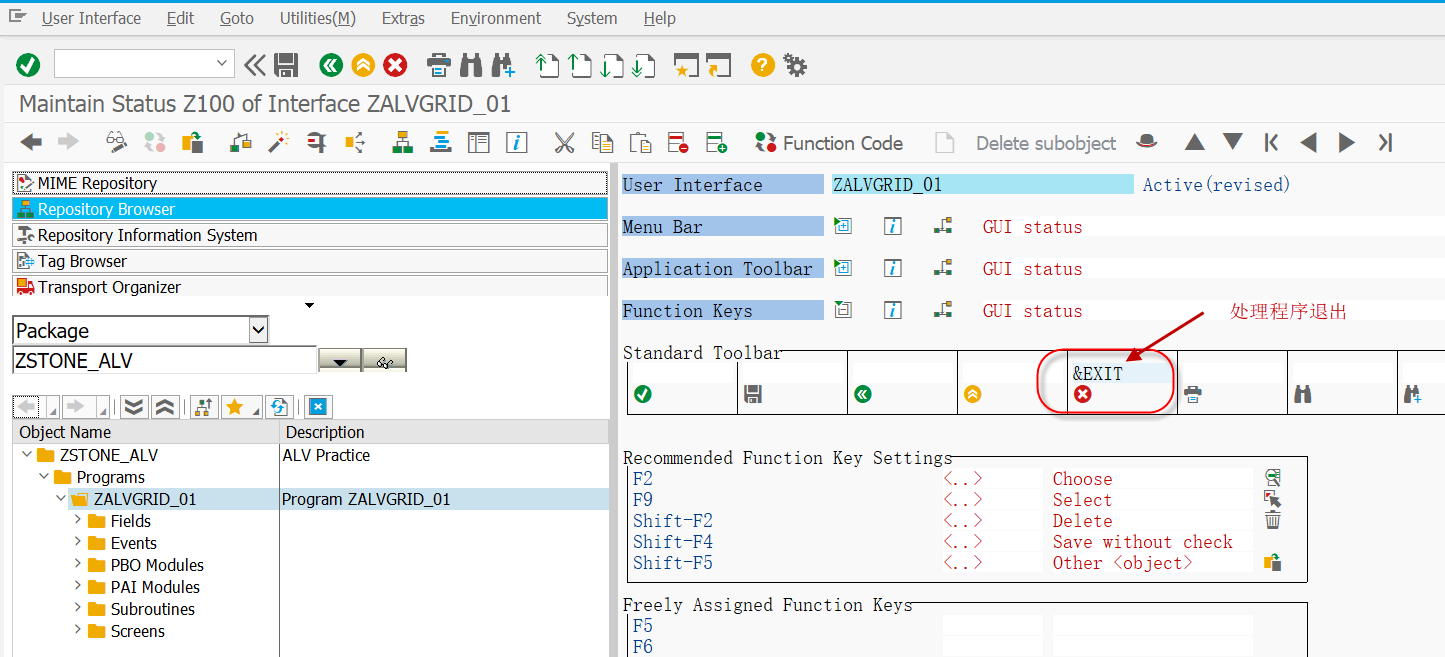 User Interface Edit Goto Utilities(M) Extras Environment System Help
Maintain Status Z100 of Interface ZALVGRID_01
Function Code Delete subobject
MIME Repository
Repository Browser
Repository Information System
Tag Browser
Transport Organizer
Package
ZSTONE_ALV
Object Name Description
ZSTONE_ALV ALV Practice
Programs
ZALVGRID_01 Program ZALVGRID_01
Fields
Events
PBO Modules
PAI Modules
Subroutines
Screens
User Interface ZALVGRID_01 Active(revised)
Menu Bar GUI status
Application Toolbar GUI status
Function Keys GUI status
处理程序退出
Standard Toolbar
&EXIT
Recommended Function Key Settings
F2 <..> Choose
F9 <..> Select
Shift-F2 <..> Delete
Shift-F4 <..> Save without check
Shift-F5 <..> Other <object>
Freely Assigned Function Keys
F5
F6